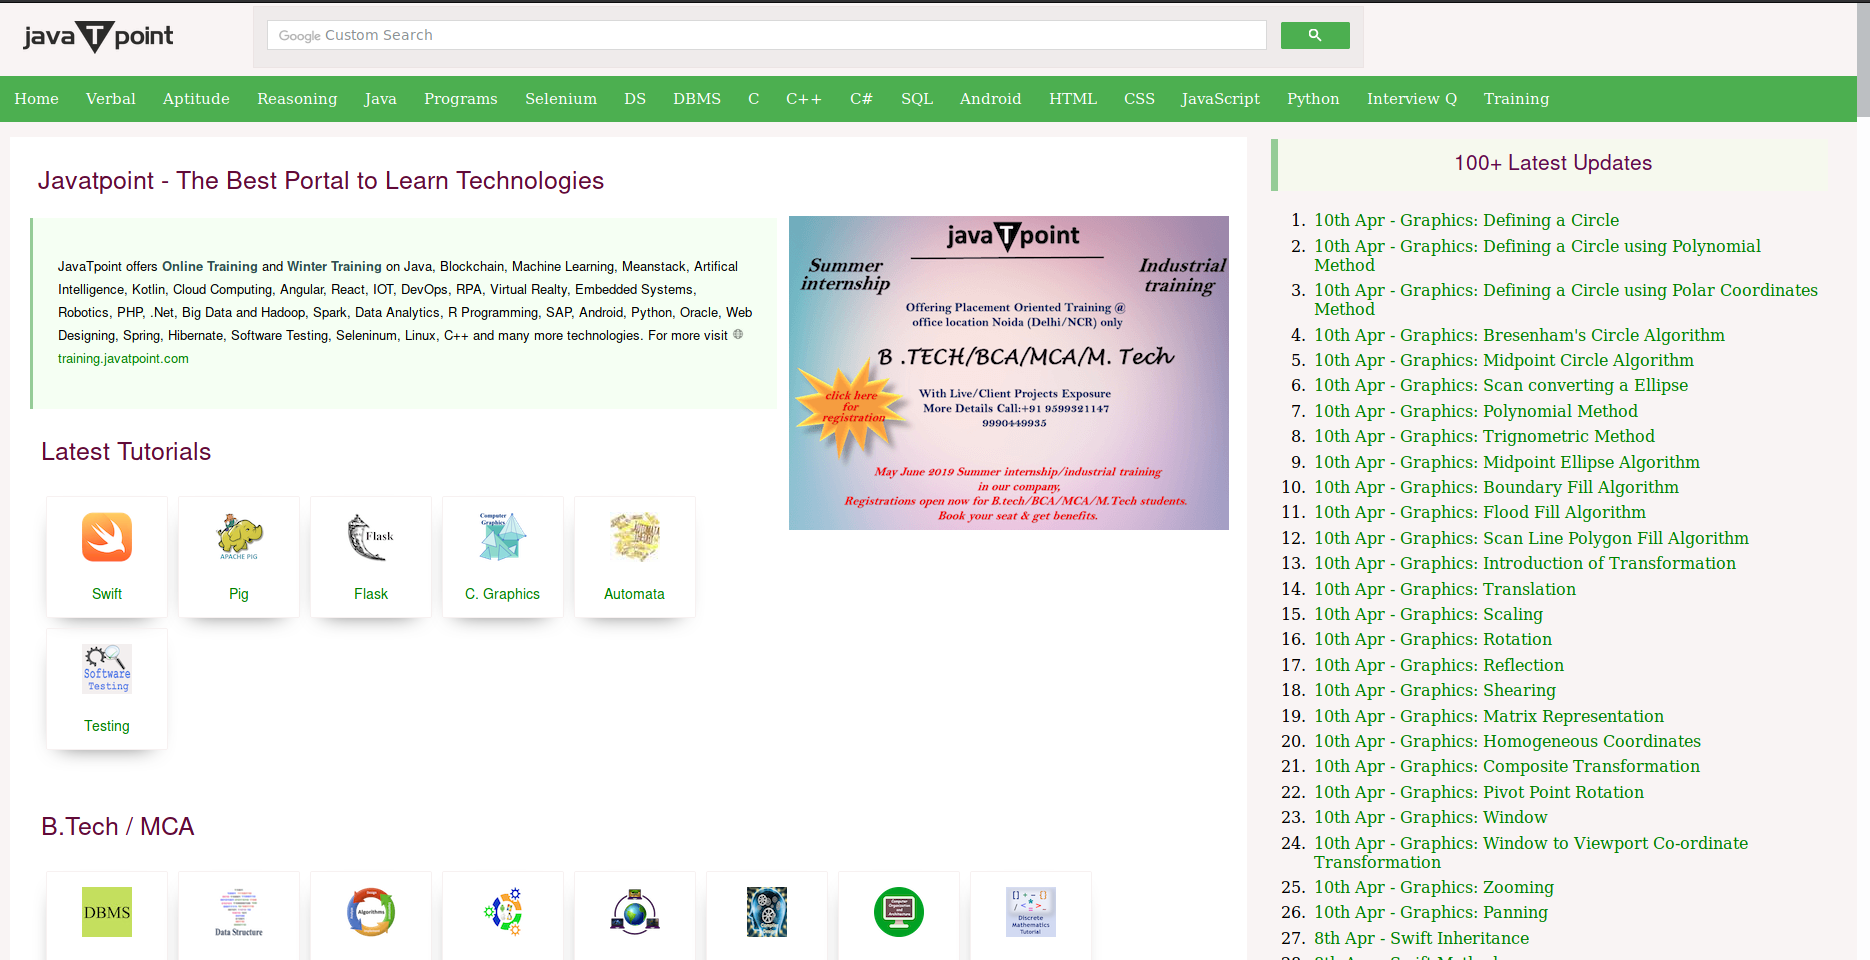 javaTpoint
Google Custom Search
Home Verbal Aptitude Reasoning Java Programs Selenium DS DBMS C C++ C# SQL Android HTML CSS JavaScript Python Interview Q Training
Javatpoint - The Best Portal to Learn Technologies
JavaTpoint offers Online Training and Winter Training on Java, Blockchain, Machine Learning, Meanstack, Artifical
Intelligence, Kotlin, Cloud Computing, Angular, React, IOT, DevOps, RPA, Virtual Realty, Embedded Systems,
Robotics, PHP, .Net, Big Data and Hadoop, Spark, Data Analytics, R Programming, SAP, Android, Python, Oracle, Web
Designing, Spring, Hibernate, Software Testing, Seleninum, Linux, C++ and many more technologies. For more visit
training.javatpoint.com
javaTpoint
Summer
internship
Industrial
training
Offering Placement Oriented Training @
office location Noida (Delhi/NCR) only
B .TECH/BCA/MCA/M. Tech
click here
for
registration
With Live/Client Projects Exposure
More Details Call:+91 9599321147
9990449935
May June 2019 Summer internship/industrial training
in our company,
Registrations open now for B.tech/BCA/MCA/M.Tech students.
Book your seat & get benefits.
Latest Tutorials
Swift
APACHE PIG
Pig
Flask
Flask
Computer
Graphics
C. Graphics
AUTOMATA
Automata
Software
Testing
Testing
B.Tech / MCA
DBMS
Data Structure
Algorithms
Computer
Organization
and
Architecture
Discrete
Mathematics
Tutorial
100+ Latest Updates
1. 10th Apr - Graphics: Defining a Circle
2. 10th Apr - Graphics: Defining a Circle using Polynomial
Method
3. 10th Apr - Graphics: Defining a Circle using Polar Coordinates
Method
4. 10th Apr - Graphics: Bresenham's Circle Algorithm
5. 10th Apr - Graphics: Midpoint Circle Algorithm
6. 10th Apr - Graphics: Scan converting a Ellipse
7. 10th Apr - Graphics: Polynomial Method
8. 10th Apr - Graphics: Trignometric Method
9. 10th Apr - Graphics: Midpoint Ellipse Algorithm
10. 10th Apr - Graphics: Boundary Fill Algorithm
11. 10th Apr - Graphics: Flood Fill Algorithm
12. 10th Apr - Graphics: Scan Line Polygon Fill Algorithm
13. 10th Apr - Graphics: Introduction of Transformation
14. 10th Apr - Graphics: Translation
15. 10th Apr - Graphics: Scaling
16. 10th Apr - Graphics: Rotation
17. 10th Apr - Graphics: Reflection
18. 10th Apr - Graphics: Shearing
19. 10th Apr - Graphics: Matrix Representation
20. 10th Apr - Graphics: Homogeneous Coordinates
21. 10th Apr - Graphics: Composite Transformation
22. 10th Apr - Graphics: Pivot Point Rotation
23. 10th Apr - Graphics: Window
24. 10th Apr - Graphics: Window to Viewport Co-ordinate
Transformation
25. 10th Apr - Graphics: Zooming
26. 10th Apr - Graphics: Panning
27. 8th Apr - Swift Inheritance